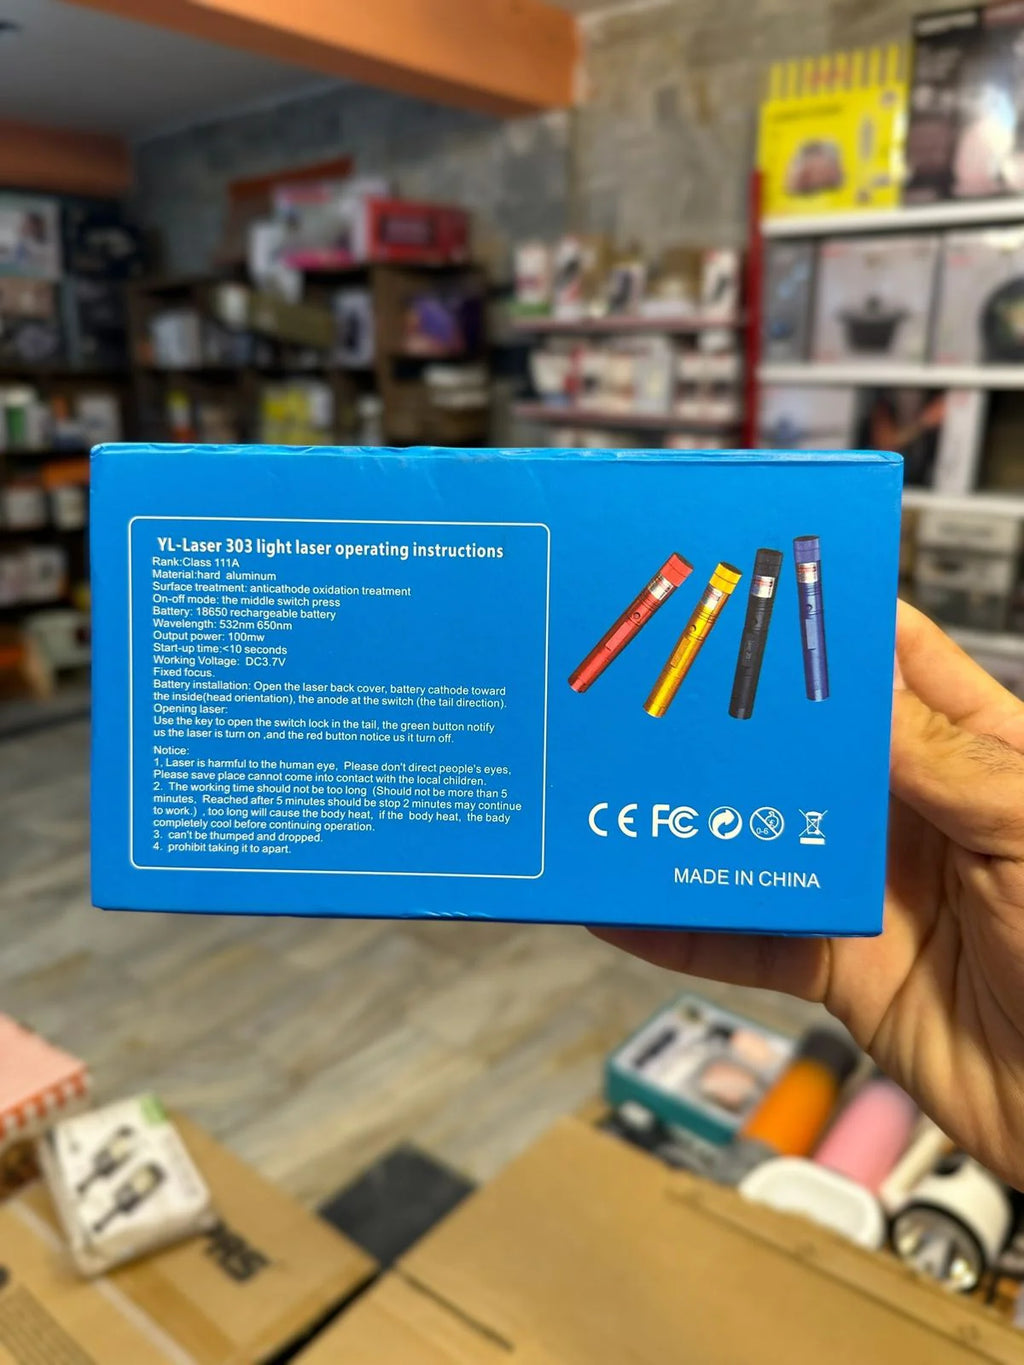 YL-Laser 303 light laser operating instructions
Rank:Class 111A
Material:hard aluminum
Surface treatment: anticathode oxidation treatment
On-off mode: the middle switch press
Battery: 18650 rechargeable battery
Wavelength: 532nm 650nm
Output power: 100mw
Start-up time:<10 seconds
Working Voltage: DC3.7V
Fixed focus.
Battery installation: Open the laser back cover, battery cathode toward
the inside(head orientation), the anode at the switch (the tail direction).
Opening laser:
Use the key to open the switch lock in the tail, the green button notify
us the laser is turn on ,and the red button notice us it turn off.
Notice:
1, Laser is harmful to the human eye, Please don't direct people's eyes,
Please save place cannot come into contact with the local children.
2. The working time should not be too long (Should not be more than 5
minutes, Reached after 5 minutes should be stop 2 minutes may continue
to work.) , too long will cause the body heat, if the body heat, the bady
completely cool before continuing operation.
3. can't be thumped and dropped.
4. prohibit taking it to apart.
CE FC
0-6
MADE IN CHINA